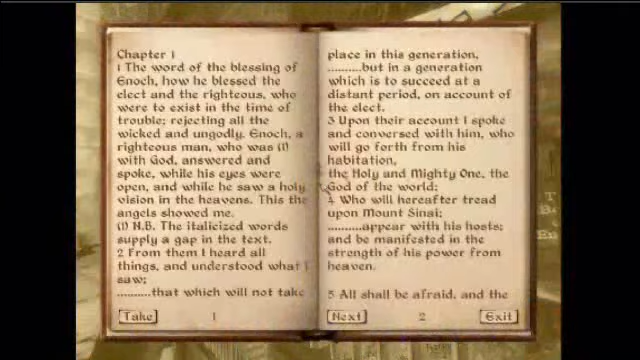 Chapter 1
1 The word of the blessing of
Enoch, how he blessed the
elect and the righteous, who
were to exist in the time of
trouble; rejecting all the
wicked and ungodly. Enoch, a
righteous man, who was (1)
with God, answered and
spoke, while his eyes were
open, and while he saw a holy
vision in the heavens. This the
angels showed me.
(1) N.B. The italicized words
supply a gap in the text.
2 From them I heard all
things, and understood what I
saw;
..........that which will not take
Take
1
place in this generation,
..........but in a generation
which is to succeed at a
distant period, on account of
the elect.
3 Upon their account I spoke
and conversed with him, who
will go forth from his
habitation,
the Holy and Mighty One, the
God of the world;
4 Who will hereafter tread
upon Mount Sinai;
..........appear with his hosts;
and be manifested in the
strength of his power from
heaven.
5 All shall be afraid, and the
Next
2
Exit